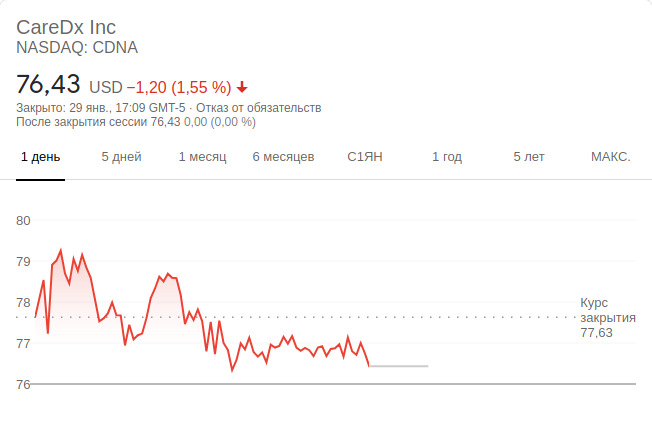 CareDx Inc
NASDAQ: CDNA
76,43 USD −1,20 (1,55 %)
Закрыто: 29 янв., 17:09 GMT-5 · Отказ от обязательств
После закрытия сессии 76,43 0,00 (0,00 %)
1 день 5 дней 1 месяц 6 месяцев С1ЯН 1 год 5 лет МАКС.
80
79
78
77
76
Курс
закрытия
77,63